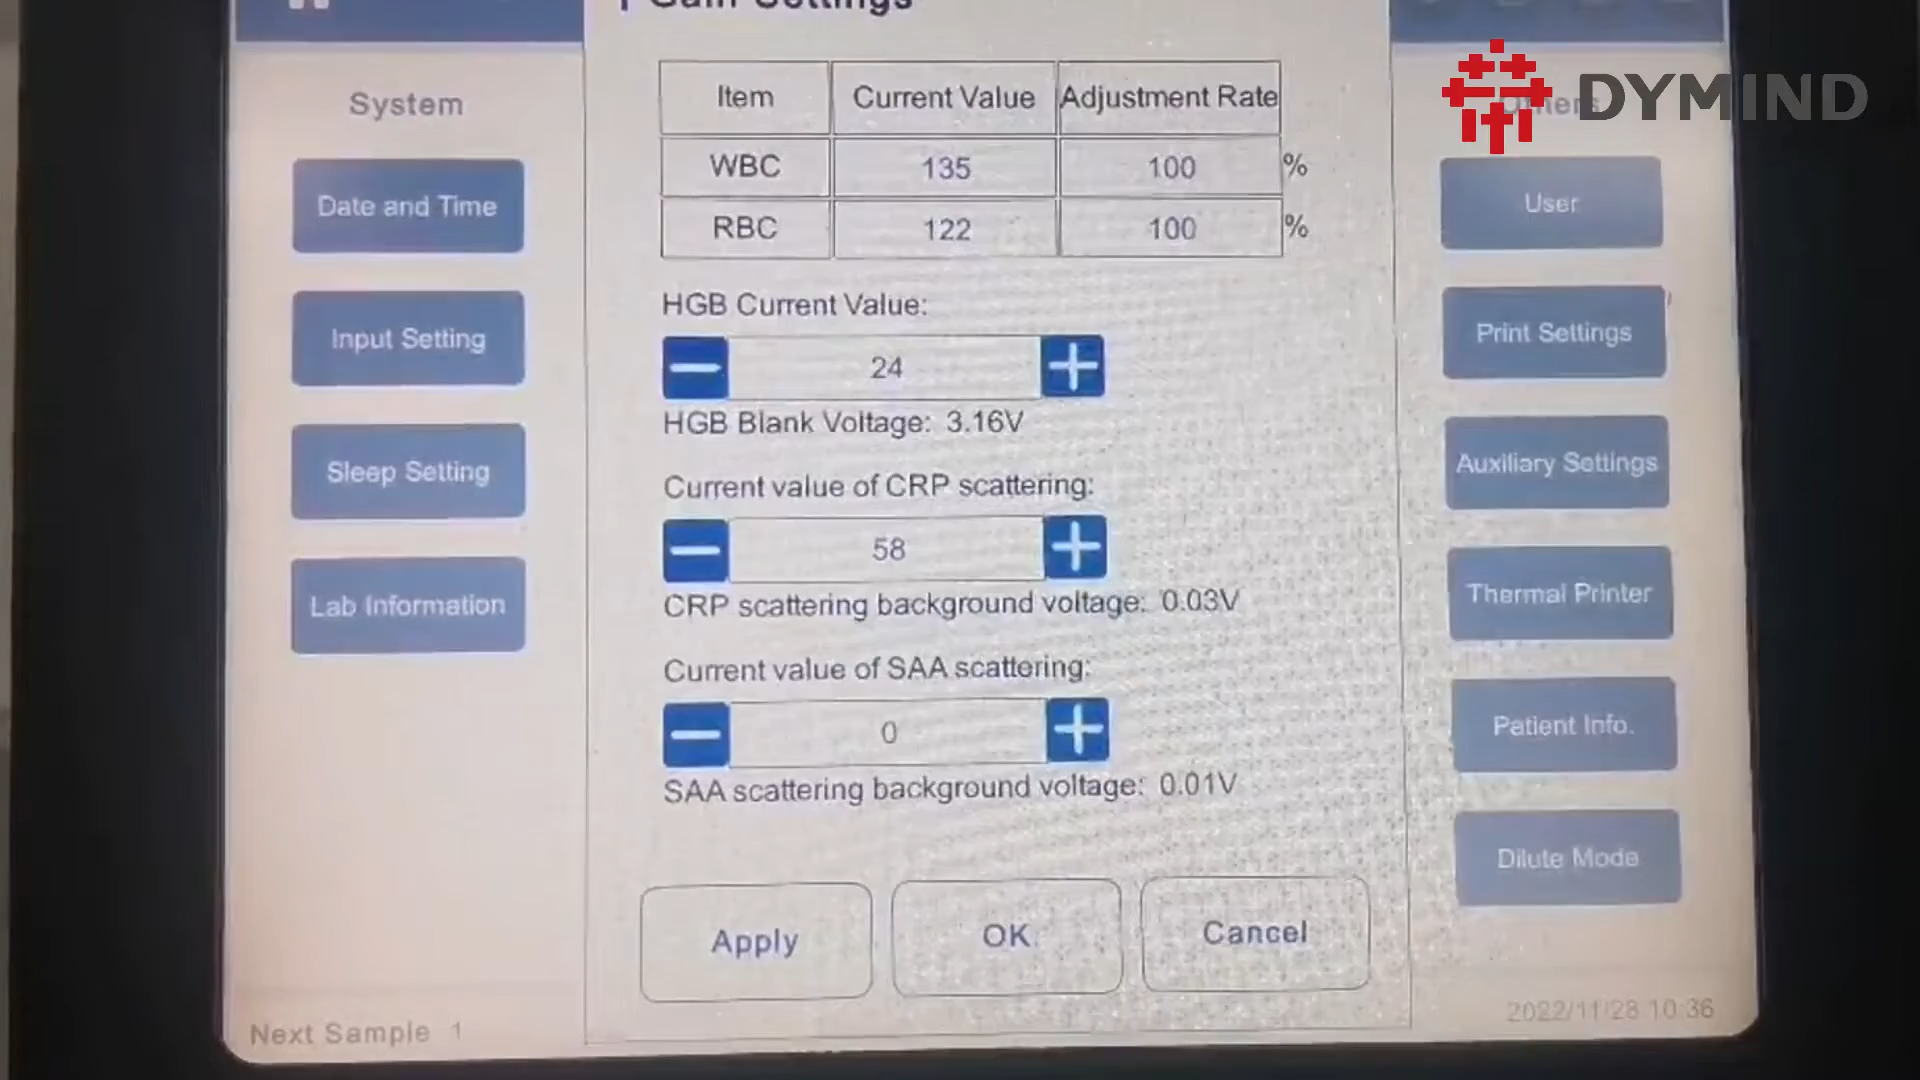 Gain Settings
System
Date and Time
Input Setting
Sleep Setting
Lab Information
Item Current Value Adjustment Rate
WBC 135 100 %
RBC 122 100 %
HGB Current Value:
24
HGB Blank Voltage: 3.16V
Current value of CRP scattering:
58
CRP scattering background voltage: 0.03V
Current value of SAA scattering:
0
SAA scattering background voltage: 0.01V
Apply OK Cancel
DYMIND
Others
User
Print Settings
Auxiliary Settings
Thermal Printer
Patient Info.
Dilute Mode
Next Sample 1
2022/11/28 10:36